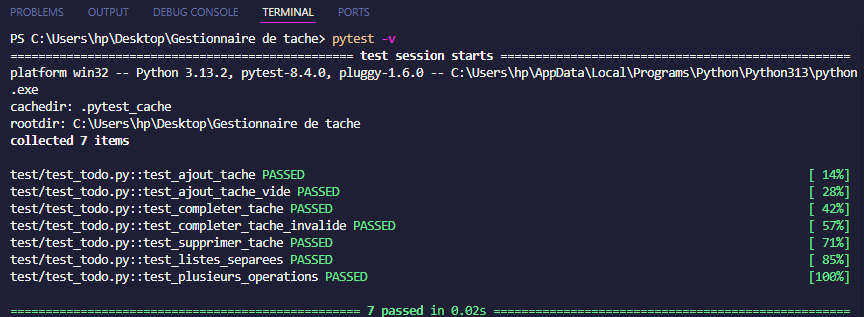 PROBLEMS OUTPUT DEBUG CONSOLE TERMINAL PORTS
PS C:\Users\hp\Desktop\Gestionnaire de tache> pytest -v
================================================= test session starts ==================================================
platform win32 -- Python 3.13.2, pytest-8.4.0, pluggy-1.6.0 -- C:\Users\hp\AppData\Local\Programs\Python\Python313\python
.exe
cachedir: .pytest_cache
rootdir: C:\Users\hp\Desktop\Gestionnaire de tache
collected 7 items
test/test_todo.py::test_ajout_tache PASSED [ 14%]
test/test_todo.py::test_ajout_tache_vide PASSED [ 28%]
test/test_todo.py::test_completer_tache PASSED [ 42%]
test/test_todo.py::test_completer_tache_invalide PASSED [ 57%]
test/test_todo.py::test_supprimer_tache PASSED [ 71%]
test/test_todo.py::test_listes_separees PASSED [ 85%]
test/test_todo.py::test_plusieurs_operations PASSED [100%]
================================================== 7 passed in 0.02s ===================================================